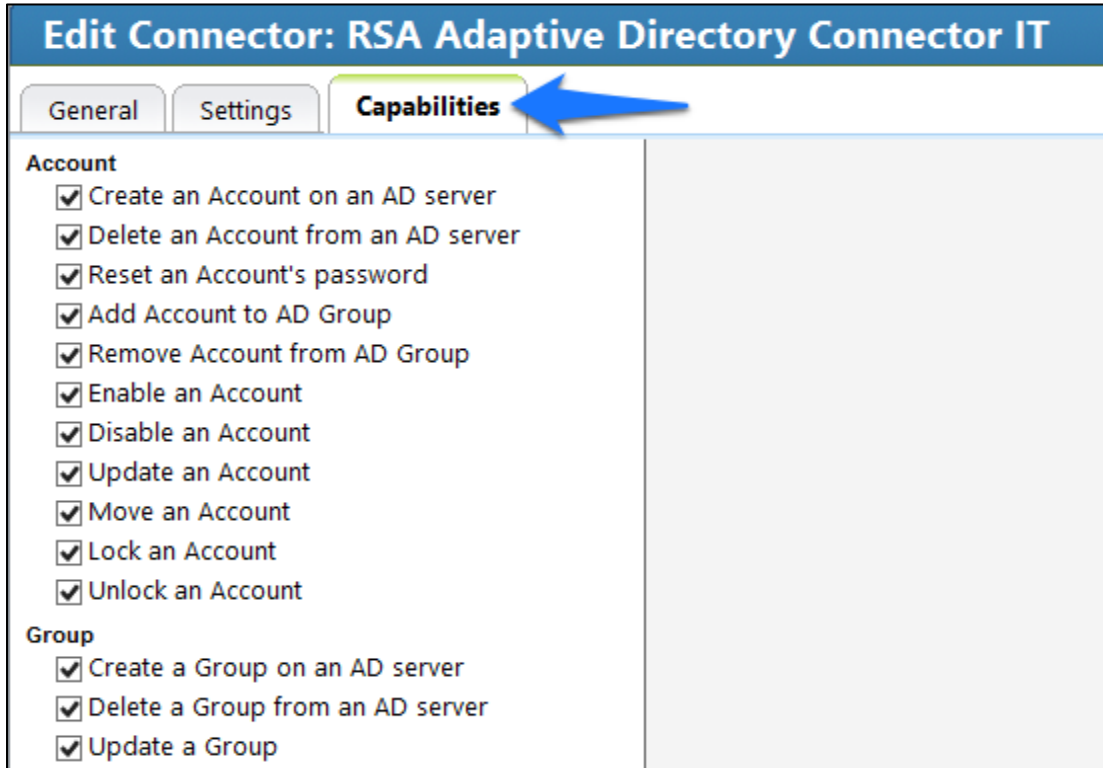 Edit Connector: RSA Adaptive Directory Connector IT
General Settings Capabilities
Account
Create an Account on an AD server
Delete an Account from an AD server
Reset an Account's password
Add Account to AD Group
Remove Account from AD Group
Enable an Account
Disable an Account
Update an Account
Move an Account
Lock an Account
Unlock an Account
Group
Create a Group on an AD server
Delete a Group from an AD server
Update a Group